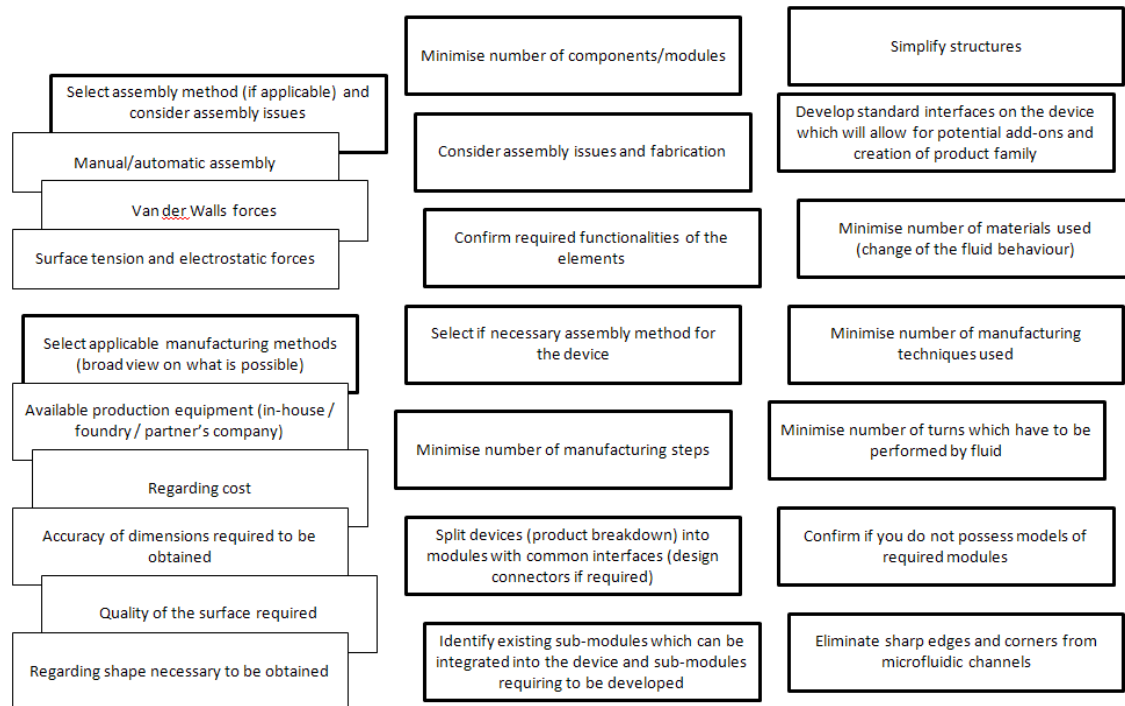 Select assembly method (if applicable) and
consider assembly issues
Manual/automatic assembly
Van der Walls forces
Surface tension and electrostatic forces
Select applicable manufacturing methods
(broad view on what is possible)
Available production equipment (in-house /
foundry / partner's company)
Regarding cost
Accuracy of dimensions required to be
obtained
Quality of the surface required
Regarding shape necessary to be obtained
Minimise number of components/modules
Consider assembly issues and fabrication
Confirm required functionalities of the
elements
Select if necessary assembly method for
the device
Minimise number of manufacturing steps
Split devices (product breakdown) into
modules with common interfaces (design
connectors if required)
Identify existing sub-modules which can be
integrated into the device and sub-modules
requiring to be developed
Simplify structures
Develop standard interfaces on the device
which will allow for potential add-ons and
creation of product family
Minimise number of materials used
(change of the fluid behaviour)
Minimise number of manufacturing
techniques used
Minimise number of turns which have to be
performed by fluid
Confirm if you do not possess models of
required modules
Eliminate sharp edges and corners from
microfluidic channels